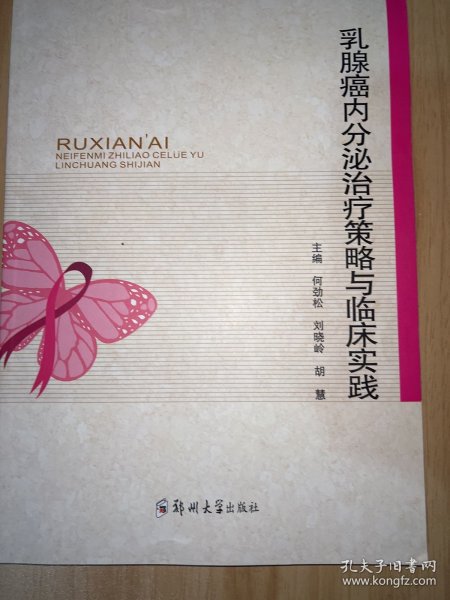 乳腺癌内分泌治疗策略与临床实践
RUXIAN'AI
NEIFENMI ZHILIAO CELUE YU
LINCHUANG SHIJIAN
主编 何劲松 刘晓岭 胡慧
郑州大学出版社
孔夫子旧书网
www.kongfz.com